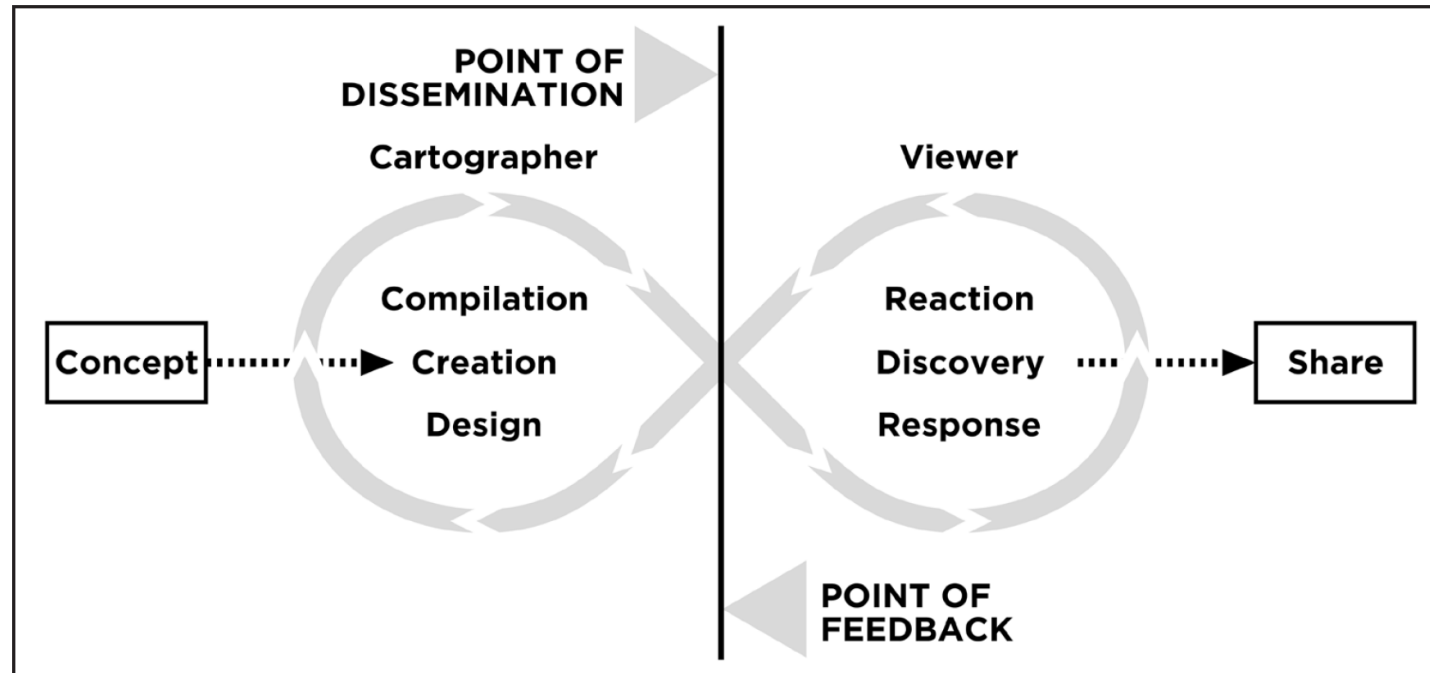 POINT OF
DISSEMINATION
Cartographer
Viewer
Compilation
Reaction
Concept
Creation
Discovery
Share
Design
Response
POINT OF
FEEDBACK